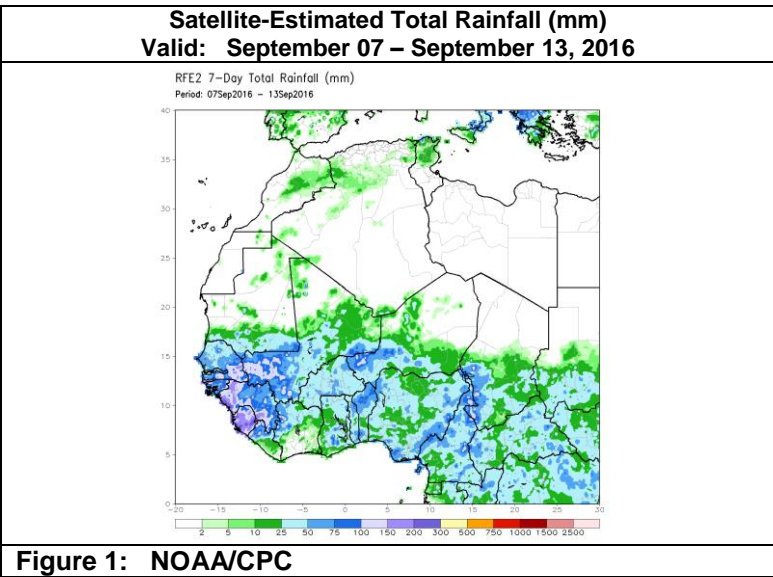 Satellite-Estimated Total Rainfall (mm)
Valid: September 07 – September 13, 2016
RFE2 7-Day Total Rainfall (mm)
Period: 07Sep2016 - 13Sep2016
40
35
30
25
20
15
10
5
0
-20 -15 -10 -5 0 5 10 15 20 25 30
2 5 10 25 50 75 100 150 200 300 500 750 1000 1500 2500
Figure 1: NOAA/CPC